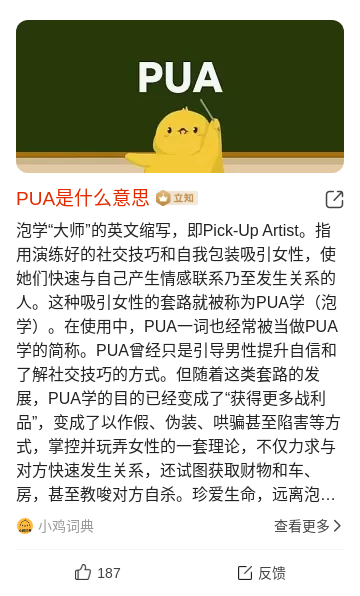 PUA
PUA是什么意思 立知
泡学“大师”的英文缩写，即Pick-Up Artist。指
用演练好的社交技巧和自我包装吸引女性，使
她们快速与自己产生情感联系乃至发生关系的
人。这种吸引女性的套路就被称为PUA学（泡
学）。在使用中，PUA一词也经常被当做PUA
学的简称。PUA曾经只是引导男性提升自信和
了解社交技巧的方式。但随着这类套路的发
展，PUA学的目的已经变成了“获得更多战利
品”，变成了以作假、伪装、哄骗甚至陷害等方
式，掌控并玩弄女性的一套理论，不仅力求与
对方快速发生关系，还试图获取财物和车、
房，甚至教唆对方自杀。珍爱生命，远离泡…
小鸡词典 查看更多
187 反馈